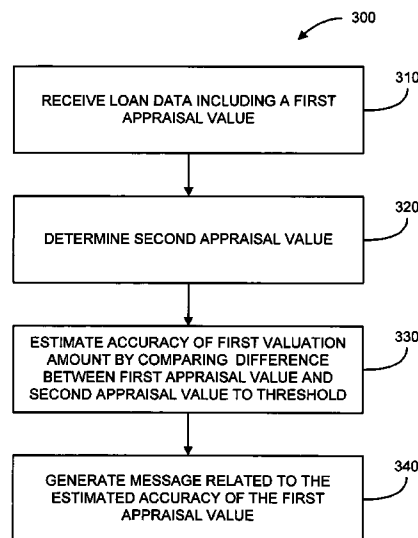 300
310
RECEIVE LOAN DATA INCLUDING A FIRST
APPRAISAL VALUE
320
DETERMINE SECOND APPRAISAL VALUE
330
ESTIMATE ACCURACY OF FIRST VALUATION
AMOUNT BY COMPARING DIFFERENCE
BETWEEN FIRST APPRAISAL VALUE AND
SECOND APPRAISAL VALUE TO THRESHOLD
340
GENERATE MESSAGE RELATED TO THE
ESTIMATED ACCURACY OF THE FIRST
APPRAISAL VALUE